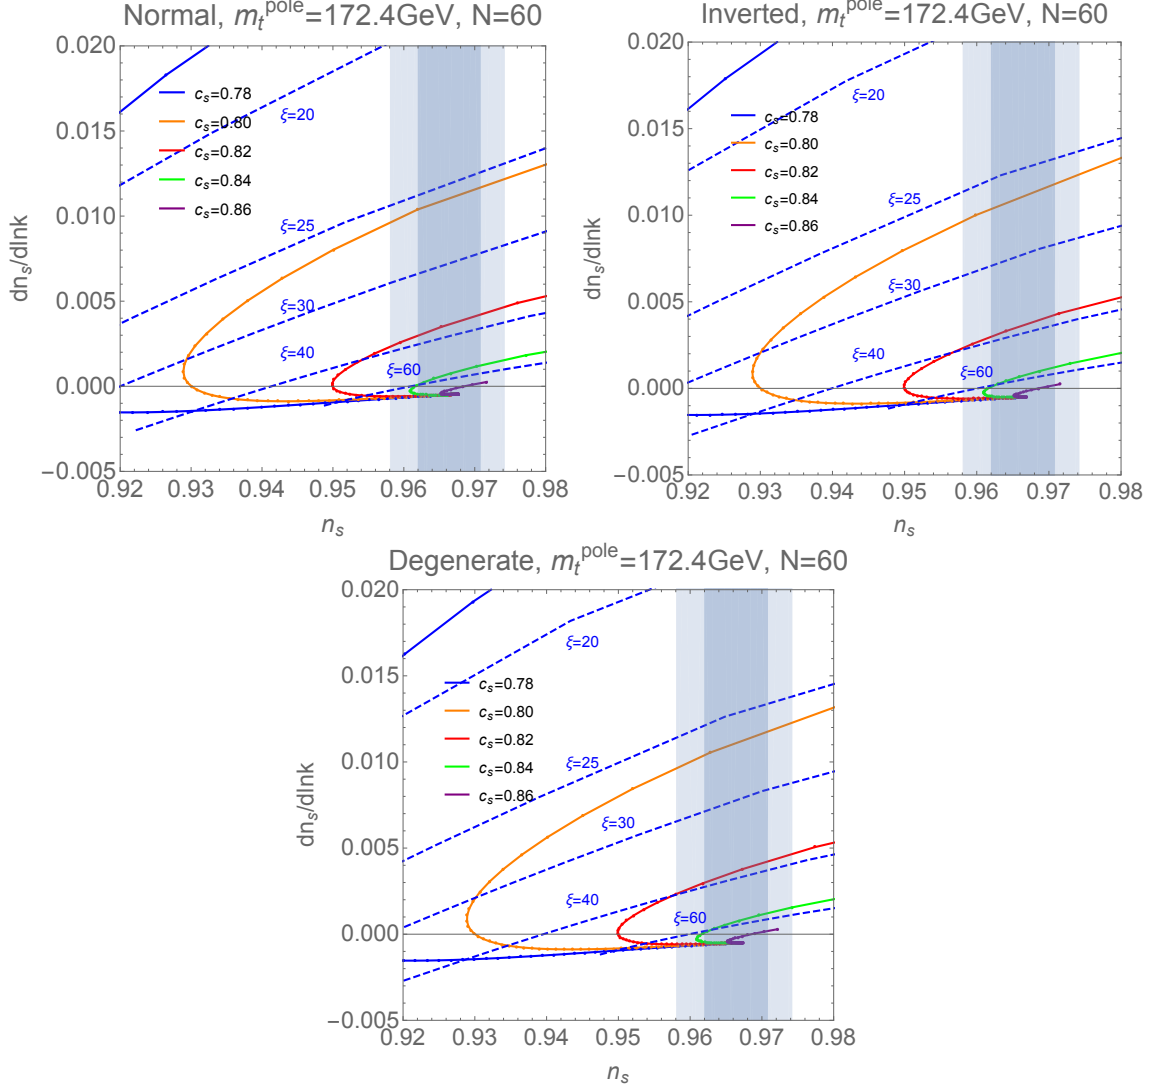 Normal, m_t^pole=172.4GeV, N=60
0.020
0.015
0.010
0.005
0.000
−0.005
dn_s/dlnk
c_s=0.78
c_s=0.80
c_s=0.82
c_s=0.84
c_s=0.86
ξ=20
ξ=25
ξ=30
ξ=40
ξ=60
0.92 0.93 0.94 0.95 0.96 0.97 0.98
n_s
Inverted, m_t^pole=172.4GeV, N=60
0.020
0.015
0.010
0.005
0.000
−0.005
dn_s/dlnk
c_s=0.78
c_s=0.80
c_s=0.82
c_s=0.84
c_s=0.86
ξ=20
ξ=25
ξ=30
ξ=40
ξ=60
0.92 0.93 0.94 0.95 0.96 0.97 0.98
n_s
Degenerate, m_t^pole=172.4GeV, N=60
0.020
0.015
0.010
0.005
0.000
−0.005
dn_s/dlnk
c_s=0.78
c_s=0.80
c_s=0.82
c_s=0.84
c_s=0.86
ξ=20
ξ=25
ξ=30
ξ=40
ξ=60
0.92 0.93 0.94 0.95 0.96 0.97 0.98
n_s